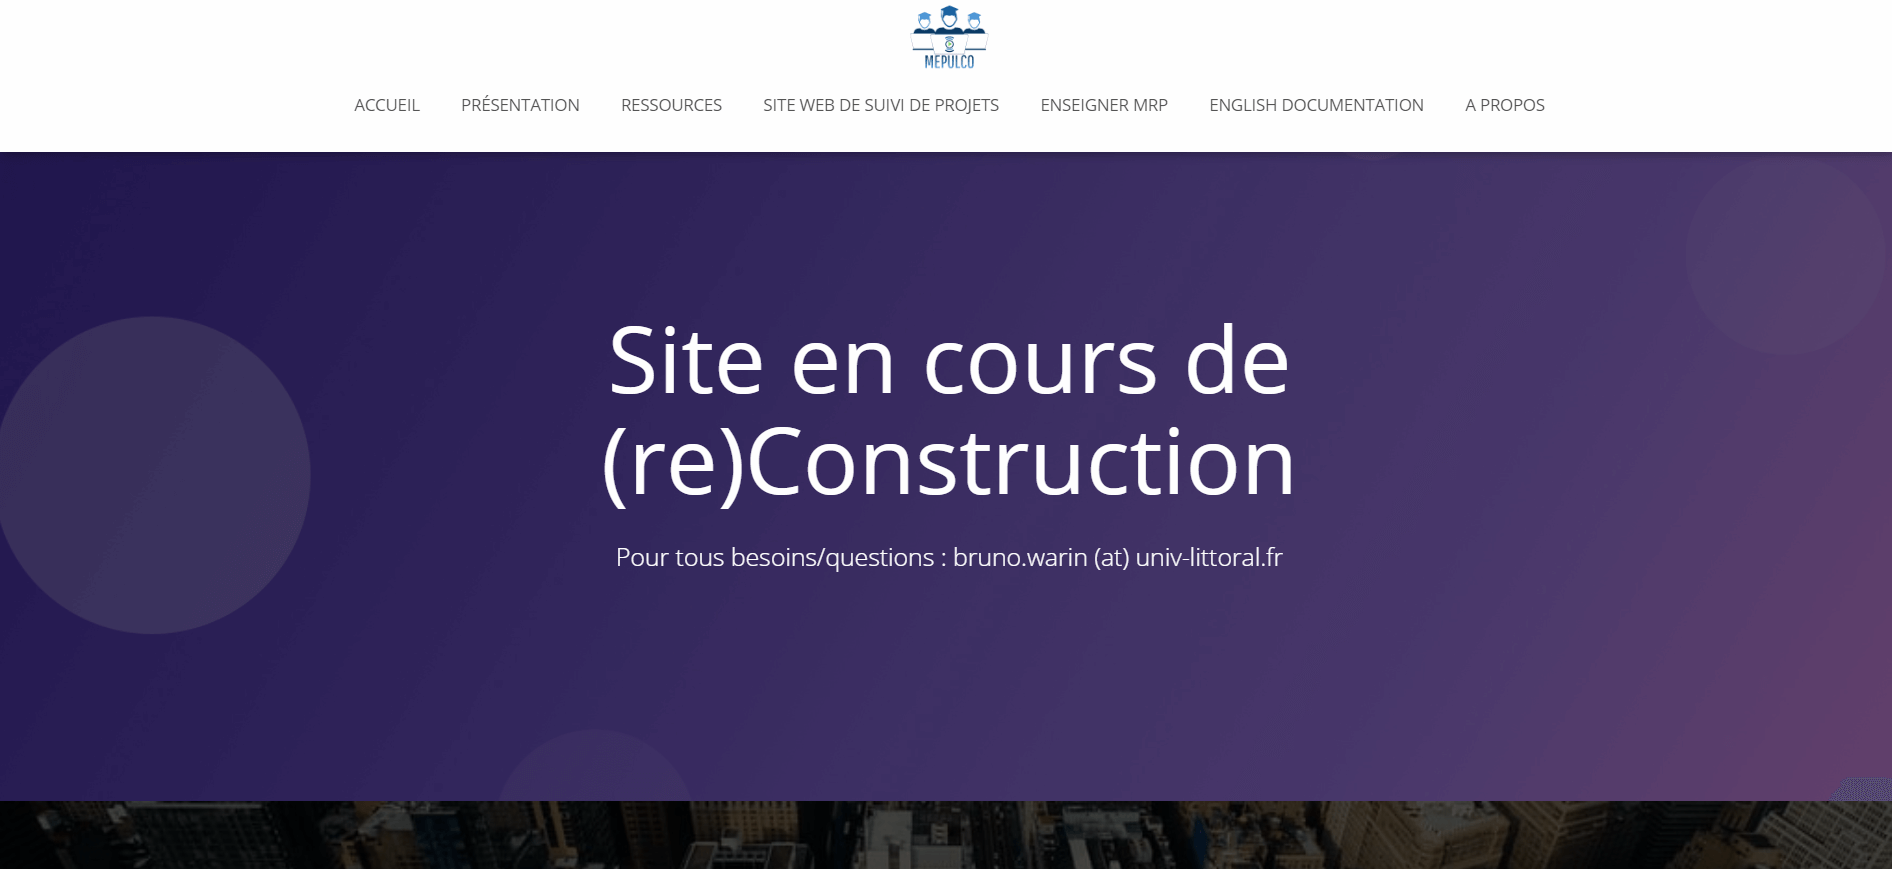 MEPULCO
ACCUEIL PRÉSENTATION RESSOURCES SITE WEB DE SUIVI DE PROJETS ENSEIGNER MRP ENGLISH DOCUMENTATION A PROPOS
Site en cours de
(re)Construction
Pour tous besoins/questions : bruno.warin (at) univ-littoral.fr